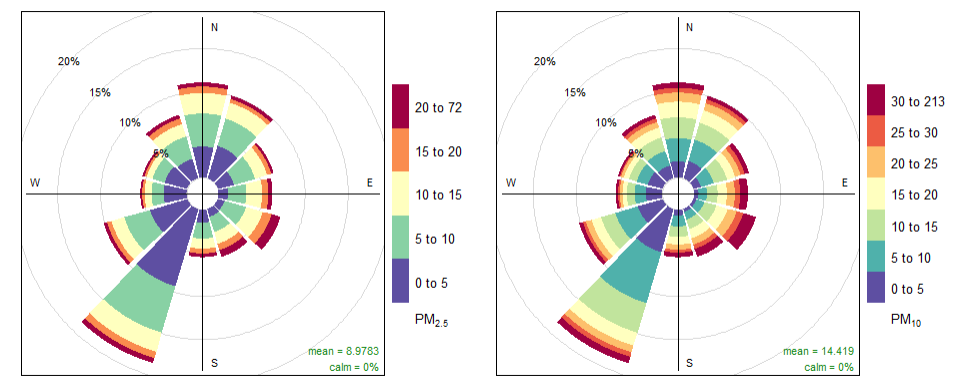 N
20%
15%
10%
5%
W
E
S
mean = 8.9783
calm = 0%
20 to 72
15 to 20
10 to 15
5 to 10
0 to 5
PM2.5
N
20%
15%
10%
5%
W
E
S
mean = 14.419
calm = 0%
30 to 213
25 to 30
20 to 25
15 to 20
10 to 15
5 to 10
0 to 5
PM10